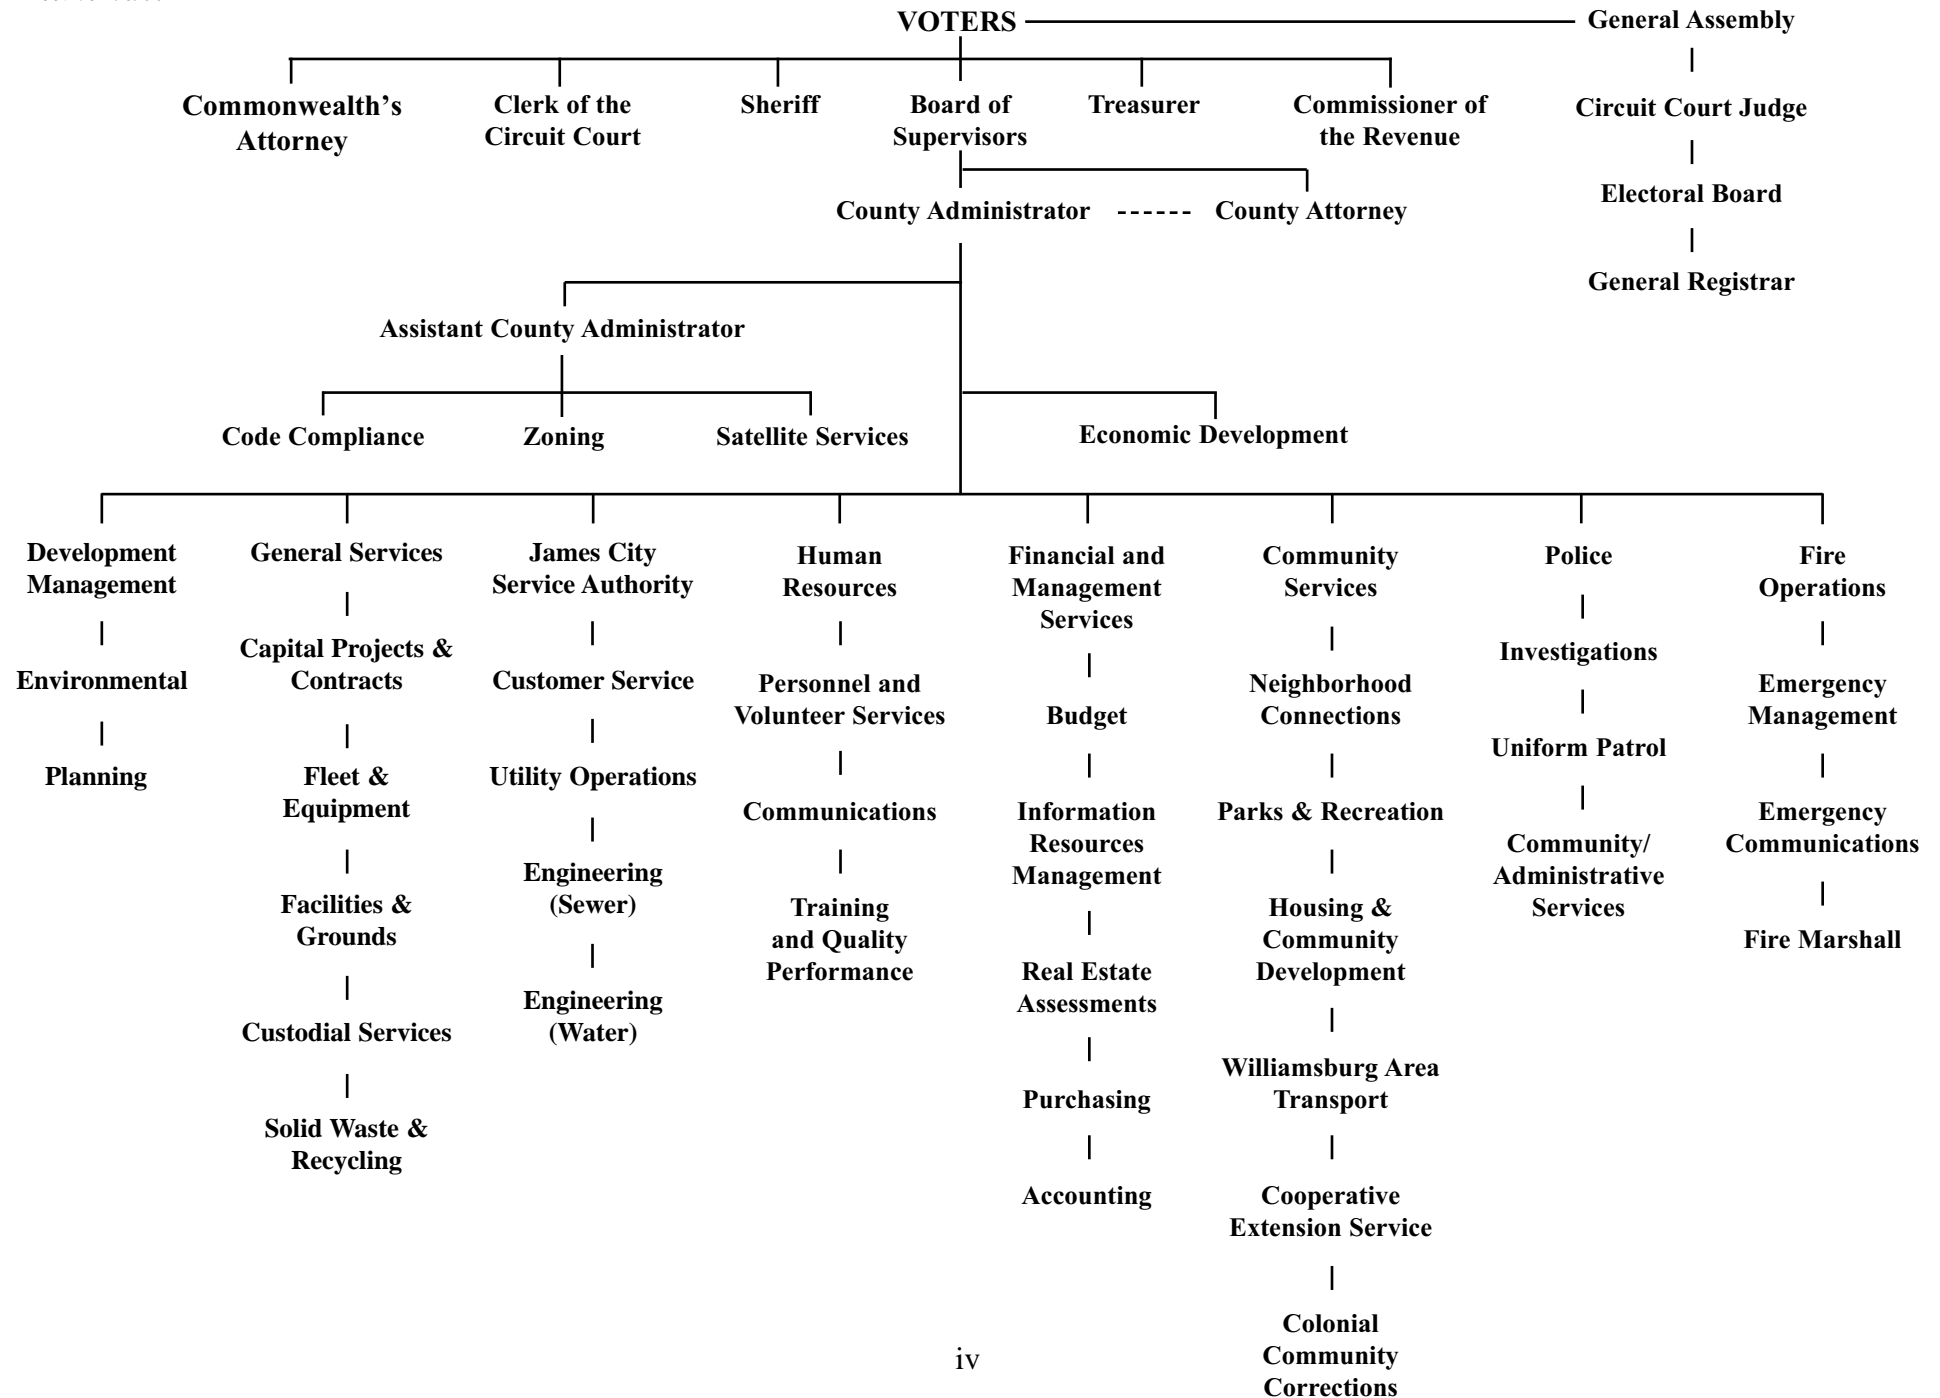 VOTERS
General Assembly
Commonwealth’s
Attorney
Clerk of the
Circuit Court
Sheriff
Board of
Supervisors
Treasurer
Commissioner of
the Revenue
Circuit Court Judge
Electoral Board
General Registrar
County Administrator ------ County Attorney
Assistant County Administrator
Code Compliance
Zoning
Satellite Services
Economic Development
Development
Management
Environmental
Planning
General Services
Capital Projects &
Contracts
Fleet &
Equipment
Facilities &
Grounds
Custodial Services
Solid Waste &
Recycling
James City
Service Authority
Customer Service
Utility Operations
Engineering
(Sewer)
Engineering
(Water)
Human
Resources
Personnel and
Volunteer Services
Communications
Training
and Quality
Performance
Financial and
Management
Services
Budget
Information
Resources
Management
Real Estate
Assessments
Purchasing
Accounting
Community
Services
Neighborhood
Connections
Parks & Recreation
Housing &
Community
Development
Williamsburg Area
Transport
Cooperative
Extension Service
Colonial
Community
Corrections
Police
Investigations
Uniform Patrol
Community/
Administrative
Services
Fire
Operations
Emergency
Management
Emergency
Communications
Fire Marshall
iv